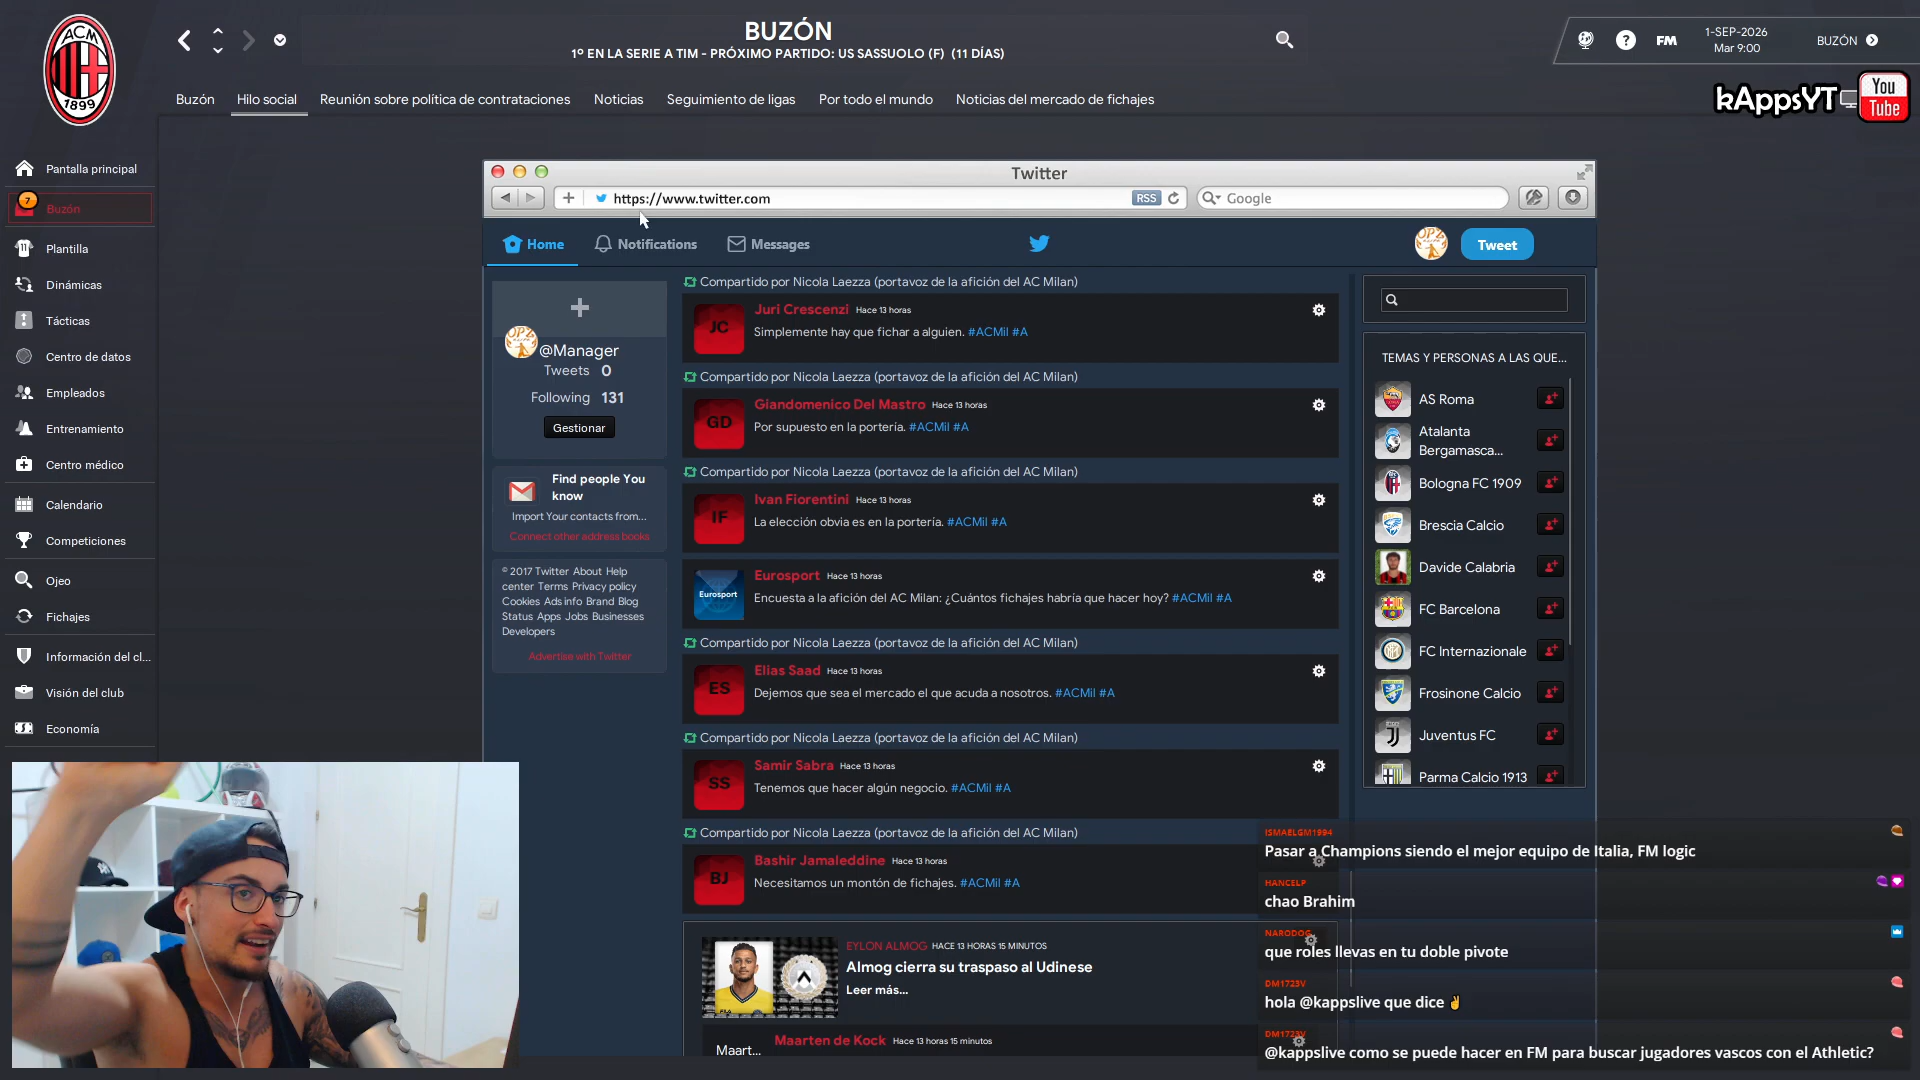 ACM
1899
BUZÓN
1º EN LA SERIE A TIM - PRÓXIMO PARTIDO: US SASSUOLO (F) (11 DÍAS)
FM
1-SEP-2026
Mar 9:00
BUZÓN
kAppsYT
You
Tube
Buzón
Hilo social
Reunión sobre política de contrataciones
Noticias
Seguimiento de ligas
Por todo el mundo
Noticias del mercado de fichajes
Pantalla principal
7
Buzón
Plantilla
Dinámicas
Tácticas
Centro de datos
Empleados
Entrenamiento
Centro médico
Calendario
Competiciones
Ojeo
Fichajes
Información del cl...
Visión del club
Economía
Twitter
https://www.twitter.com
RSS
Google
Home
Notifications
Messages
Tweet
@Manager
Tweets 0
Following 131
Gestionar
Find people You
know
Import Your contacts from...
Connect other address books
© 2017 Twitter About Help
center Terms Privacy policy
Cookies Ads info Brand Blog
Status Apps Jobs Businesses
Developers
Advertise with Twitter
Compartido por Nicola Laezza (portavoz de la afición del AC Milan)
JC
Juri Crescenzi Hace 13 horas
Simplemente hay que fichar a alguien. #ACMil #A
Compartido por Nicola Laezza (portavoz de la afición del AC Milan)
GD
Giandomenico Del Mastro Hace 13 horas
Por supuesto en la portería. #ACMil #A
Compartido por Nicola Laezza (portavoz de la afición del AC Milan)
IF
Ivan Fiorentini Hace 13 horas
La elección obvia es en la portería. #ACMil #A
Eurosport
Eurosport Hace 13 horas
Encuesta a la afición del AC Milan: ¿Cuántos fichajes habría que hacer hoy? #ACMil #A
Compartido por Nicola Laezza (portavoz de la afición del AC Milan)
ES
Elias Saad Hace 13 horas
Dejemos que sea el mercado el que acuda a nosotros. #ACMil #A
Compartido por Nicola Laezza (portavoz de la afición del AC Milan)
SS
Samir Sabra Hace 13 horas
Tenemos que hacer algún negocio. #ACMil #A
Compartido por Nicola Laezza (portavoz de la afición del AC Milan)
BJ
Bashir Jamaleddine Hace 13 horas
Necesitamos un montón de fichajes. #ACMil #A
EYLON ALMOG HACE 13 HORAS 15 MINUTOS
Almog cierra su traspaso al Udinese
Leer más...
Maart...
Maarten de Kock Hace 13 horas 15 minutos
TEMAS Y PERSONAS A LAS QUE...
AS Roma
Atalanta
Bergamasca...
Bologna FC 1909
Brescia Calcio
Davide Calabria
FC Barcelona
FC Internazionale
Frosinone Calcio
Juventus FC
Parma Calcio 1913
ISMAELGM1994
Pasar a Champions siendo el mejor equipo de Italia, FM logic
HANCELP
chao Brahim
NARODOG
que roles llevas en tu doble pivote
DM1723V
hola @kappslive que dice ✌
DM1723V
@kappslive como se puede hacer en FM para buscar jugadores vascos con el Athletic?